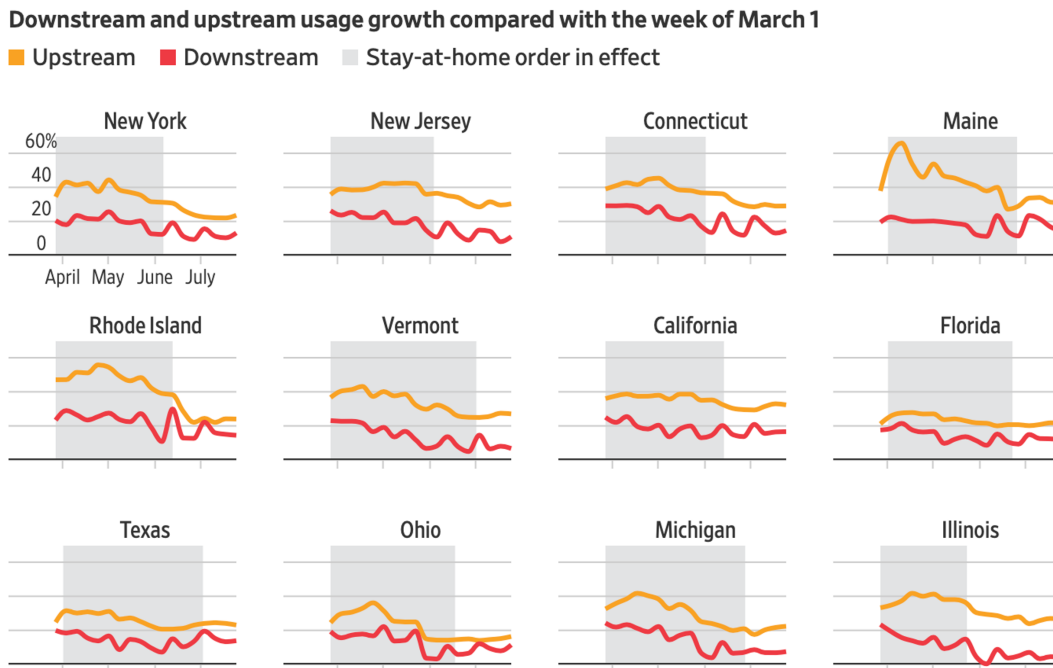 Downstream and upstream usage growth compared with the week of March 1
Upstream Downstream Stay-at-home order in effect
New York New Jersey Connecticut Maine
60%
40
20
0
April May June July
Rhode Island Vermont California Florida
Texas Ohio Michigan Illinois